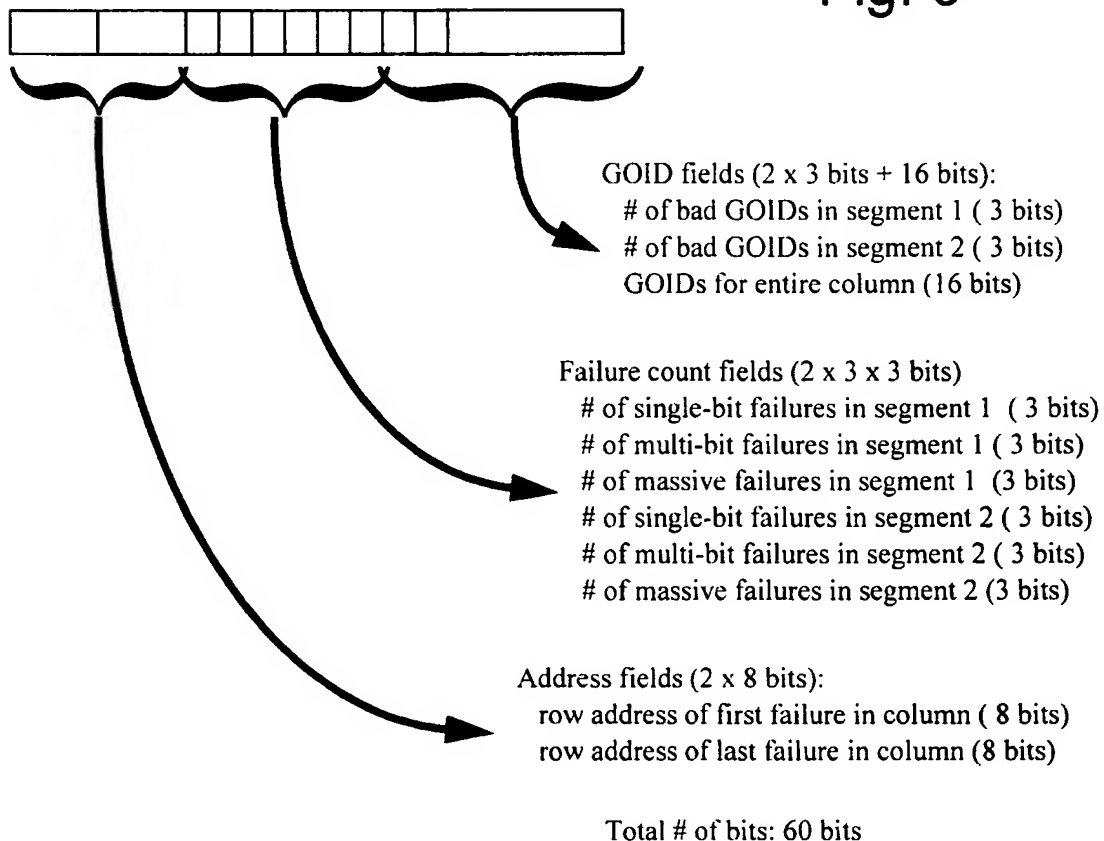 GOID fields (2 x 3 bits + 16 bits):
# of bad GOIDs in segment 1 ( 3 bits)
# of bad GOIDs in segment 2 ( 3 bits)
GOIDs for entire column (16 bits)
Failure count fields (2 x 3 x 3 bits)
# of single-bit failures in segment 1 ( 3 bits)
# of multi-bit failures in segment 1 ( 3 bits)
# of massive failures in segment 1 (3 bits)
# of single-bit failures in segment 2 ( 3 bits)
# of multi-bit failures in segment 2 ( 3 bits)
# of massive failures in segment 2 (3 bits)
Address fields (2 x 8 bits):
row address of first failure in column ( 8 bits)
row address of last failure in column (8 bits)
Total # of bits: 60 bits